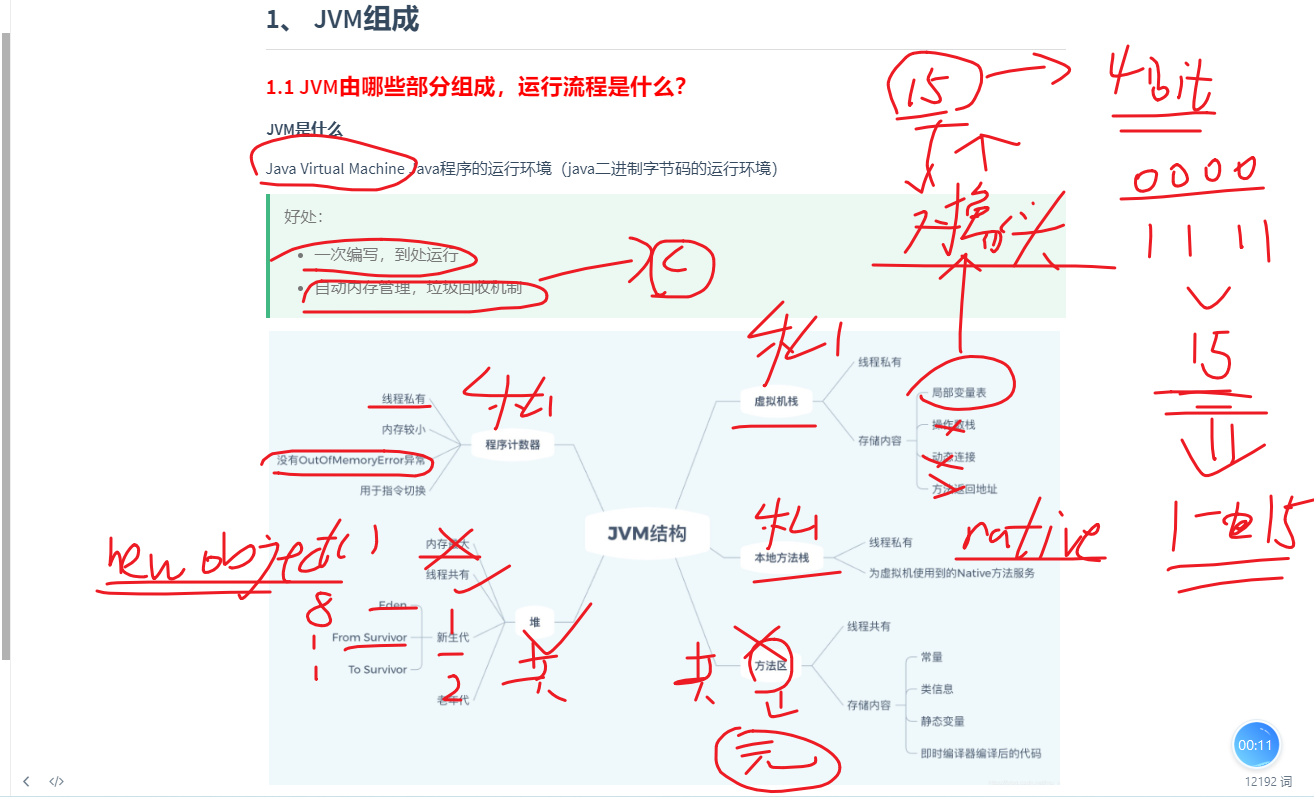 1、 JVM组成
1.1 JVM由哪些部分组成，运行流程是什么？
JVM是什么
Java Virtual Machine Java程序的运行环境（java二进制字节码的运行环境）
好处：
一次编写，到处运行
自动内存管理，垃圾回收机制
C
15
4Bit
对象头
0000
1111
15
1-15
JVM结构
程序计数器
线程私有
内存较小
没有OutOfMemoryError异常
用于指令切换
私1
虚拟机栈
私1
线程私有
存储内容
局部变量表
操作数栈
动态连接
方法返回地址
本地方法栈
私1
线程私有
为虚拟机使用到的Native方法服务
native
堆
共
内存最大
线程共有
新生代
Eden
From Survivor
To Survivor
老年代
new object()
8
1
1
1
2
方法区
共
元
线程共有
存储内容
常量
类信息
静态变量
即时编译器编译后的代码
00:11
12192 词